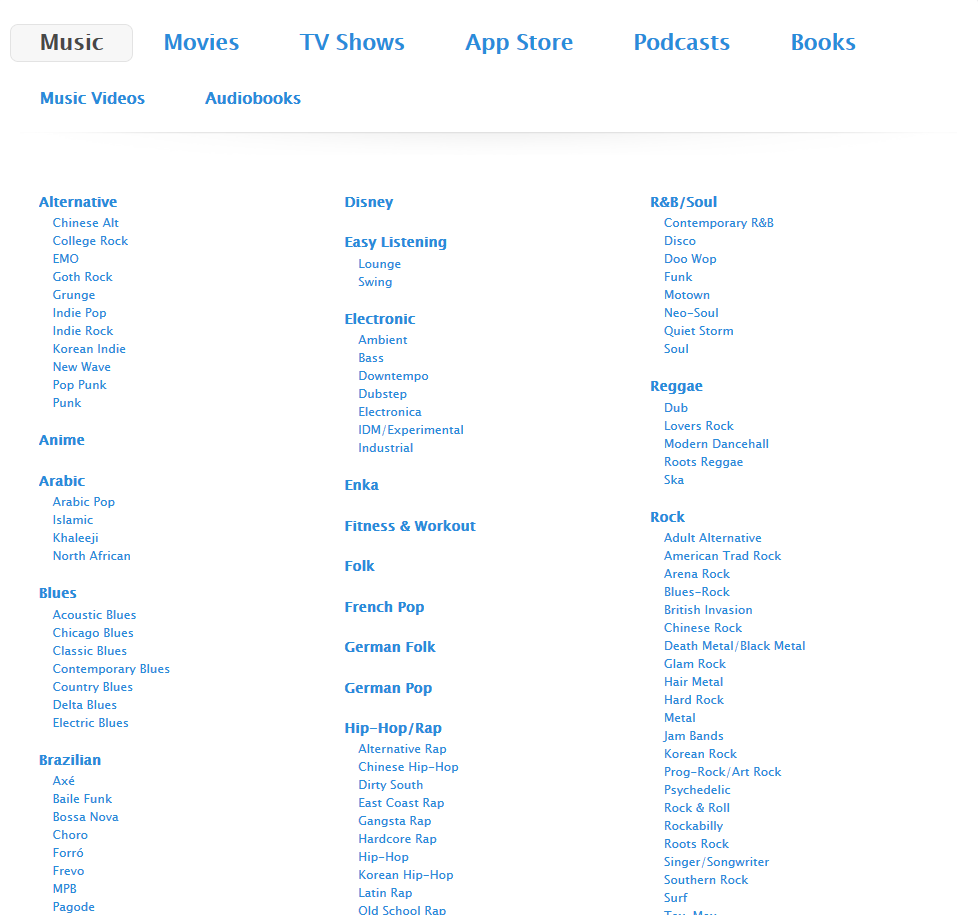 Music Movies TV Shows App Store Podcasts Books
Music Videos Audiobooks
Alternative
Chinese Alt
College Rock
EMO
Goth Rock
Grunge
Indie Pop
Indie Rock
Korean Indie
New Wave
Pop Punk
Punk
Anime
Arabic
Arabic Pop
Islamic
Khaleeji
North African
Blues
Acoustic Blues
Chicago Blues
Classic Blues
Contemporary Blues
Country Blues
Delta Blues
Electric Blues
Brazilian
Axé
Baile Funk
Bossa Nova
Choro
Forró
Frevo
MPB
Pagode
Disney
Easy Listening
Lounge
Swing
Electronic
Ambient
Bass
Downtempo
Dubstep
Electronica
IDM/Experimental
Industrial
Enka
Fitness & Workout
Folk
French Pop
German Folk
German Pop
Hip-Hop/Rap
Alternative Rap
Chinese Hip-Hop
Dirty South
East Coast Rap
Gangsta Rap
Hardcore Rap
Hip-Hop
Korean Hip-Hop
Latin Rap
Old School Rap
R&B/Soul
Contemporary R&B
Disco
Doo Wop
Funk
Motown
Neo-Soul
Quiet Storm
Soul
Reggae
Dub
Lovers Rock
Modern Dancehall
Roots Reggae
Ska
Rock
Adult Alternative
American Trad Rock
Arena Rock
Blues-Rock
British Invasion
Chinese Rock
Death Metal/Black Metal
Glam Rock
Hair Metal
Hard Rock
Metal
Jam Bands
Korean Rock
Prog-Rock/Art Rock
Psychedelic
Rock & Roll
Rockabilly
Roots Rock
Singer/Songwriter
Southern Rock
Surf